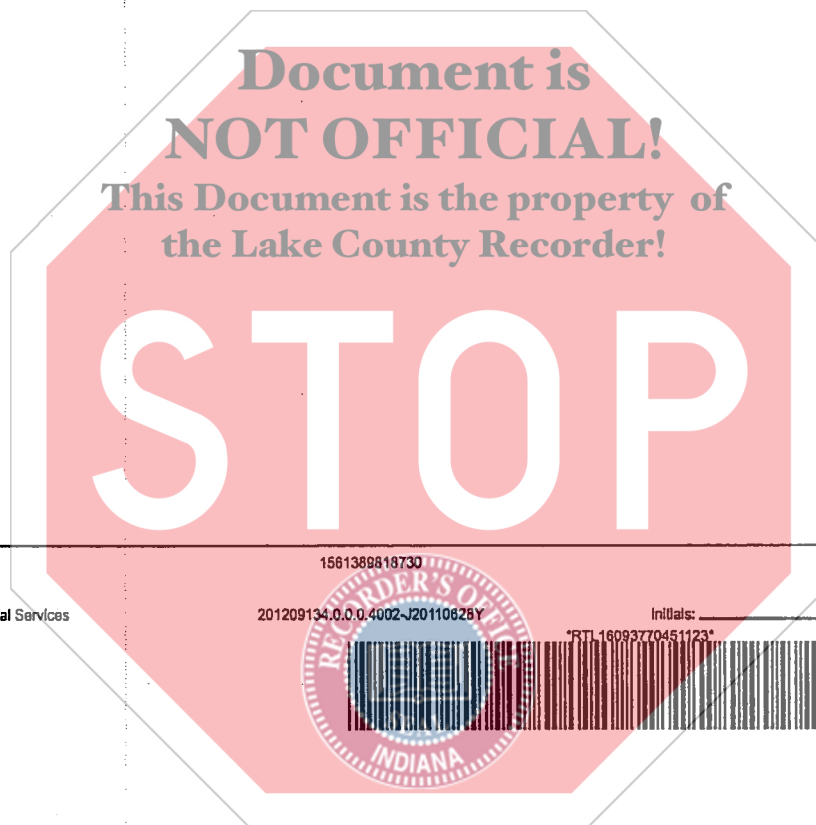 Document is
NOT OFFICIAL!
This Document is the property of
the Lake County Recorder!
STOP
1561389818730
al Services 201209134.0.0.0.4002-J20110628Y Initials:
*RTL16093770451123*
RECORDER'S OFFICE
SEAL
INDIANA